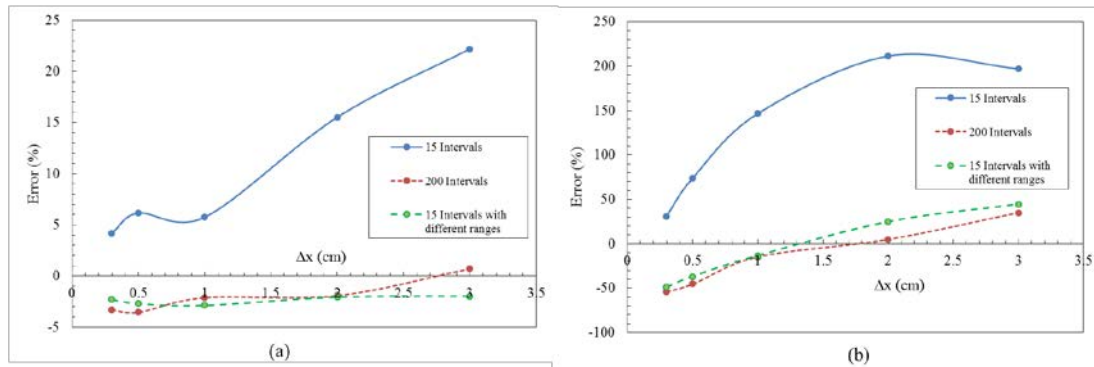 (a)
25
20
15
10
5
0
-5
Error (%)
15 Intervals
200 Intervals
15 Intervals with
different ranges
Δx (cm)
0 0.5 1 1.5 2 2.5 3 3.5
(a)
(b)
250
200
150
100
50
0
-50
-100
Error (%)
15 Intervals
200 Intervals
15 Intervals with
different ranges
0 0.5 1 1.5 2 2.5 3 3.5
Δx (cm)
(b)